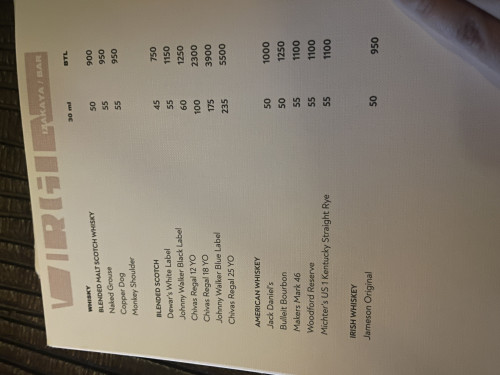 IZAKAYA / BAR
30 ml BTL
WHISKY
BLENDED MALT SCOTCH WHISKY
Naked Grouse 50 900
Copper Dog 55 950
Monkey Shoulder 55 950
BLENDED SCOTCH
Dewar's White Label 45 750
Johnny Walker Black Label 55 1150
Chivas Regal 12 YO 60 1250
Chivas Regal 18 YO 100 2300
Johnny Walker Blue Label 175 3900
Chivas Regal 25 YO 235 5500
AMERICAN WHISKEY
Jack Daniel's 50 1000
Bulleit Bourbon 50 1250
Makers Mark 46 55 1100
Woodford Reserve 55 1100
Michter's US 1 Kentucky Straight Rye 55 1100
IRISH WHISKEY
Jameson Original 50 950